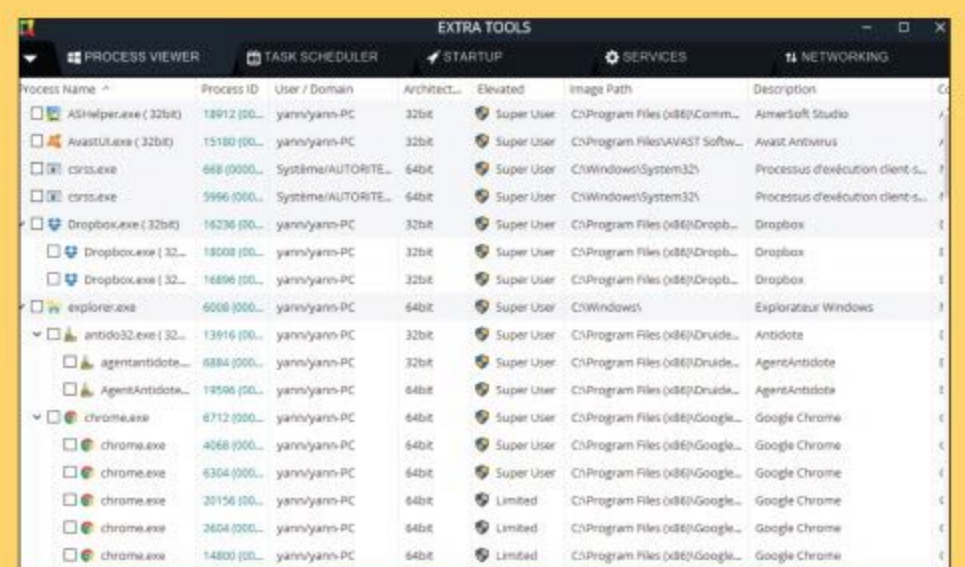 EXTRA TOOLS
PROCESS VIEWER TASK SCHEDULER STARTUP SERVICES NETWORKING
Process Name Process ID User / Domain Architect... Elevated Image Path Description
ASHelper.exe ( 32bit) 18912 (00... yann/yann-PC 32bit Super User C:\Program Files (x86)\Comm... AimerSoft Studio
AvastUI.exe ( 32bit) 15180 (00... yann/yann-PC 32bit Super User C:\Program Files\AVAST Softw... Avast Antivirus
csrss.exe 668 (0000... Système/AUTORITE... 64bit Super User C:\Windows\System32\ Processus d'exécution client-s...
csrss.exe 5996 (000... Système/AUTORITE... 64bit Super User C:\Windows\System32\ Processus d'exécution client-s...
Dropbox.exe ( 32bit) 16236 (00... yann/yann-PC 32bit Super User C:\Program Files (x86)\Dropb... Dropbox
Dropbox.exe ( 32... 18008 (00... yann/yann-PC 32bit Super User C:\Program Files (x86)\Dropb... Dropbox
Dropbox.exe ( 32... 16896 (00... yann/yann-PC 32bit Super User C:\Program Files (x86)\Dropb... Dropbox
explorer.exe 6008 (000... yann/yann-PC 64bit Super User C:\Windows\ Explorateur Windows
antido32.exe ( 32... 13916 (00... yann/yann-PC 32bit Super User C:\Program Files (x86)\Druide... Antidote
agentantidote.... 6884 (000... yann/yann-PC 32bit Super User C:\Program Files (x86)\Druide... AgentAntidote
AgentAntidote... 19596 (00... yann/yann-PC 64bit Super User C:\Program Files (x86)\Druide... AgentAntidote
chrome.exe 6712 (000... yann/yann-PC 64bit Super User C:\Program Files (x86)\Google... Google Chrome
chrome.exe 4068 (000... yann/yann-PC 64bit Super User C:\Program Files (x86)\Google... Google Chrome
chrome.exe 6304 (000... yann/yann-PC 64bit Super User C:\Program Files (x86)\Google... Google Chrome
chrome.exe 20156 (00... yann/yann-PC 64bit Limited C:\Program Files (x86)\Google... Google Chrome
chrome.exe 2604 (000... yann/yann-PC 64bit Limited C:\Program Files (x86)\Google... Google Chrome
chrome.exe 14800 (00... yann/yann-PC 64bit Limited C:\Program Files (x86)\Google... Google Chrome